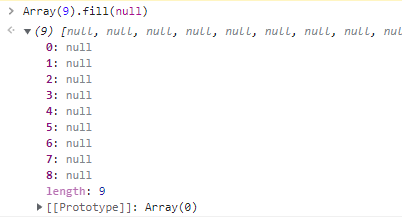 > Array(9).fill(null)
(9) [null, null, null, null, null, null, null, null, nu
0: null
1: null
2: null
3: null
4: null
5: null
6: null
7: null
8: null
length: 9
[[Prototype]]: Array(0)